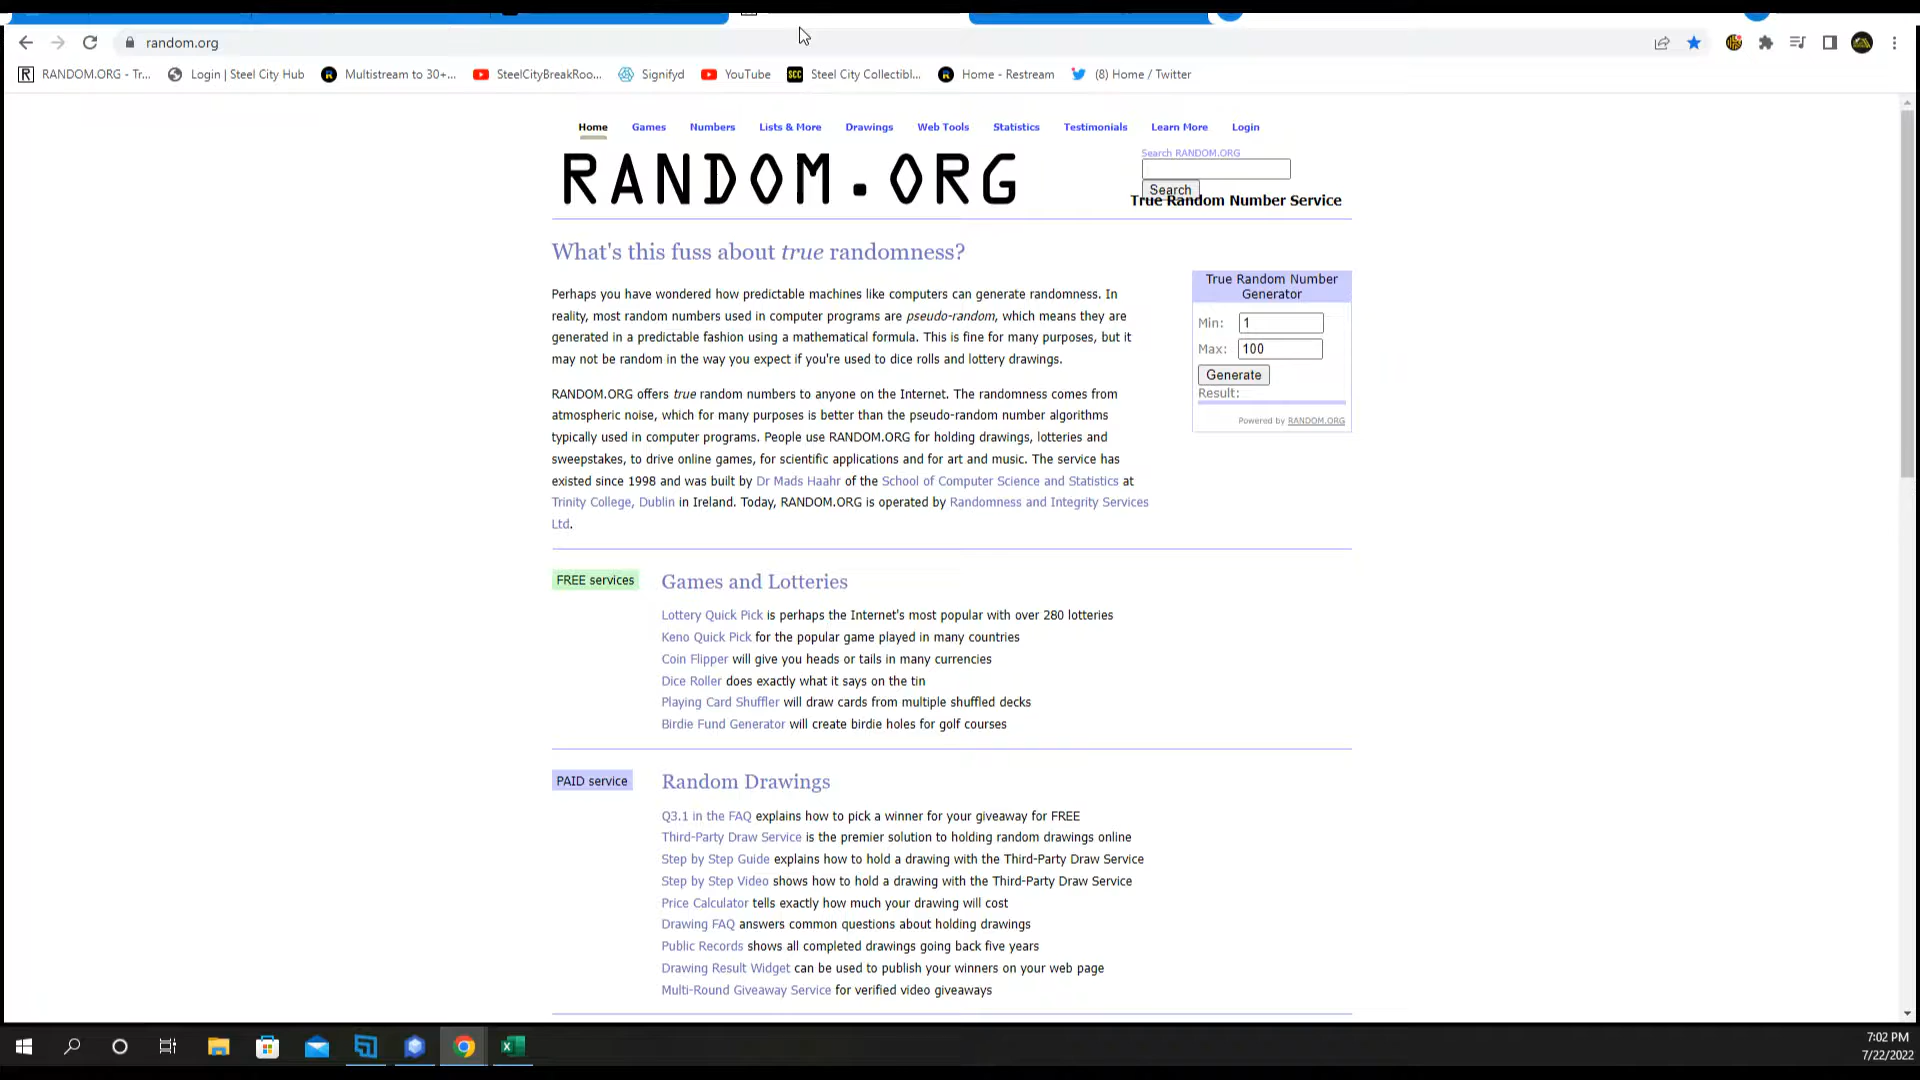 random.org
RANDOM.ORG - Tr...
Login | Steel City Hub
Multistream to 30+...
SteelCityBreakRoo...
Signifyd
YouTube
SCC
Steel City Collectibl...
Home - Restream
(8) Home / Twitter
Home Games Numbers Lists & More Drawings Web Tools Statistics Testimonials Learn More Login
Search RANDOM.ORG
RANDOM.ORG
Search
True Random Number Service
What's this fuss about true randomness?
Perhaps you have wondered how predictable machines like computers can generate randomness. In
reality, most random numbers used in computer programs are pseudo-random, which means they are
generated in a predictable fashion using a mathematical formula. This is fine for many purposes, but it
may not be random in the way you expect if you're used to dice rolls and lottery drawings.
RANDOM.ORG offers true random numbers to anyone on the Internet. The randomness comes from
atmospheric noise, which for many purposes is better than the pseudo-random number algorithms
typically used in computer programs. People use RANDOM.ORG for holding drawings, lotteries and
sweepstakes, to drive online games, for scientific applications and for art and music. The service has
existed since 1998 and was built by Dr Mads Haahr of the School of Computer Science and Statistics at
Trinity College, Dublin in Ireland. Today, RANDOM.ORG is operated by Randomness and Integrity Services
Ltd.
True Random Number
Generator
Min: 1
Max: 100
Generate
Result:
Powered by RANDOM.ORG
FREE services
Games and Lotteries
Lottery Quick Pick is perhaps the Internet's most popular with over 280 lotteries
Keno Quick Pick for the popular game played in many countries
Coin Flipper will give you heads or tails in many currencies
Dice Roller does exactly what it says on the tin
Playing Card Shuffler will draw cards from multiple shuffled decks
Birdie Fund Generator will create birdie holes for golf courses
PAID service
Random Drawings
Q3.1 in the FAQ explains how to pick a winner for your giveaway for FREE
Third-Party Draw Service is the premier solution to holding random drawings online
Step by Step Guide explains how to hold a drawing with the Third-Party Draw Service
Step by Step Video shows how to hold a drawing with the Third-Party Draw Service
Price Calculator tells exactly how much your drawing will cost
Drawing FAQ answers common questions about holding drawings
Public Records shows all completed drawings going back five years
Drawing Result Widget can be used to publish your winners on your web page
Multi-Round Giveaway Service for verified video giveaways
7:02 PM
7/22/2022